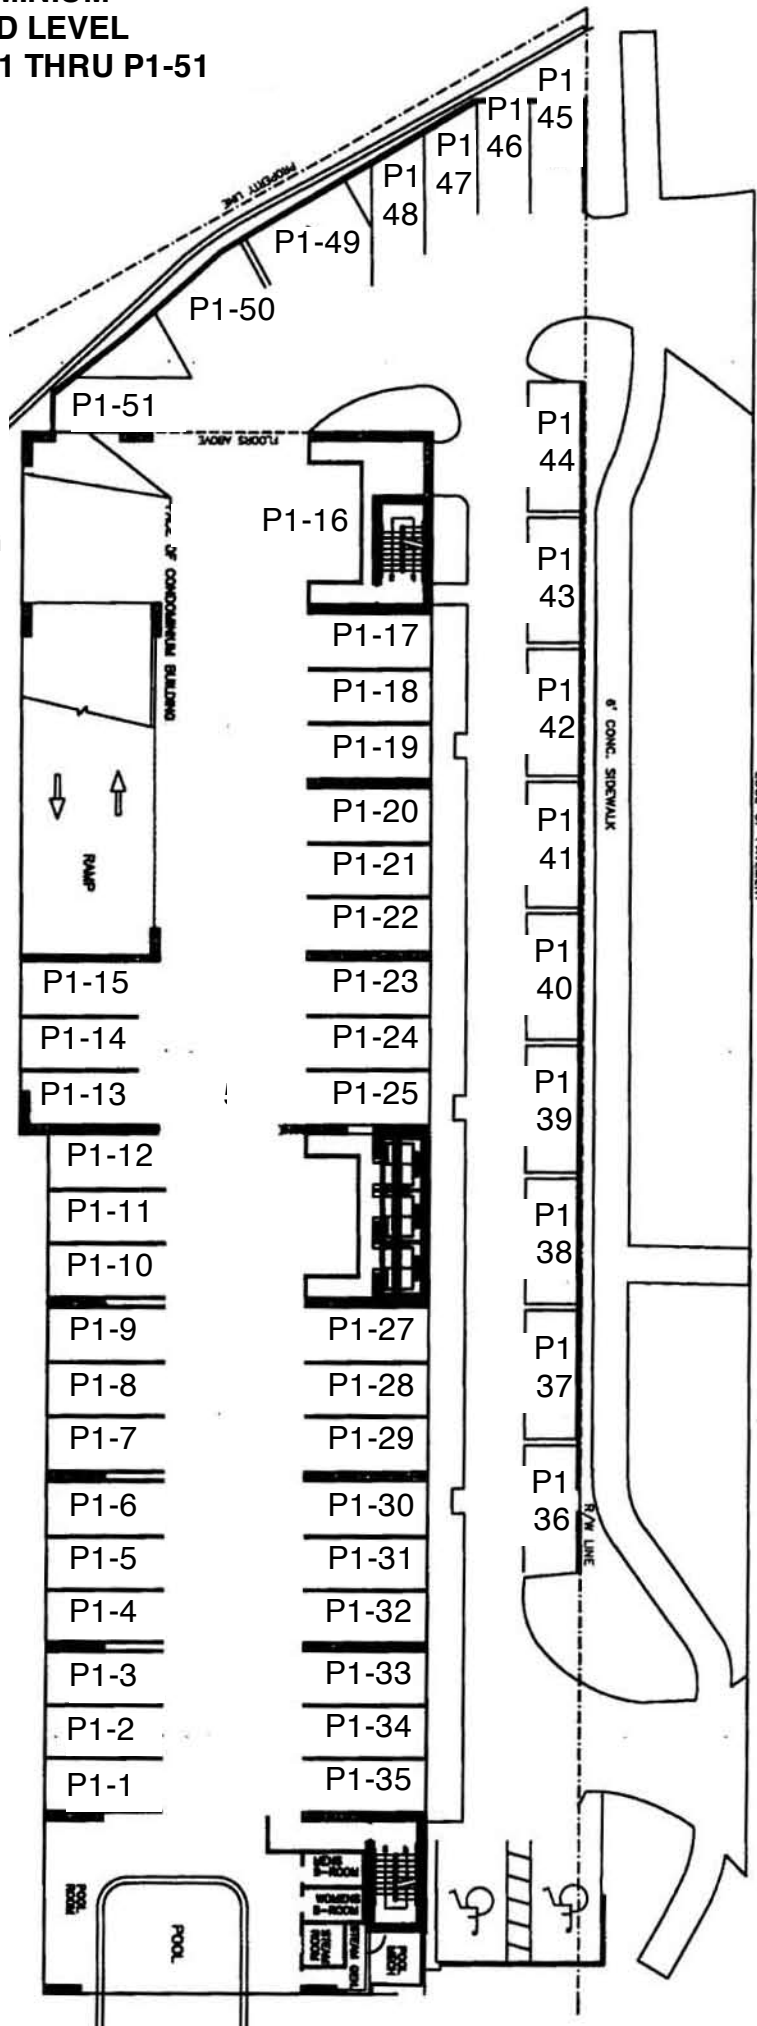 D LEVEL
1 THRU P1-51
P1
45
P1
46
P1
47
P1
48
PROPERTY LINE
P1-49
P1-50
P1-51
FLOORS ABOVE
P1
44
P1-16
OF CONDOMINIUM BUILDING
P1
43
P1-17
P1-18
P1
42
6' CONC. SIDEWALK
P1-19
P1-20
P1
41
RAMP
P1-21
P1-22
P1
40
P1-15
P1-23
P1-14
P1-24
P1
39
P1-13
P1-25
P1-12
P1-11
P1
38
P1-10
P1-9
P1-27
P1
37
P1-8
P1-28
P1-7
P1-29
P1
36
P1-6
P1-30
R/W LINE
P1-5
P1-31
P1-4
P1-32
P1-3
P1-33
P1-2
P1-34
P1-1
P1-35
POOL
ROOM
POOL
STEAM
ROOM
STEAM
POOL
MECH